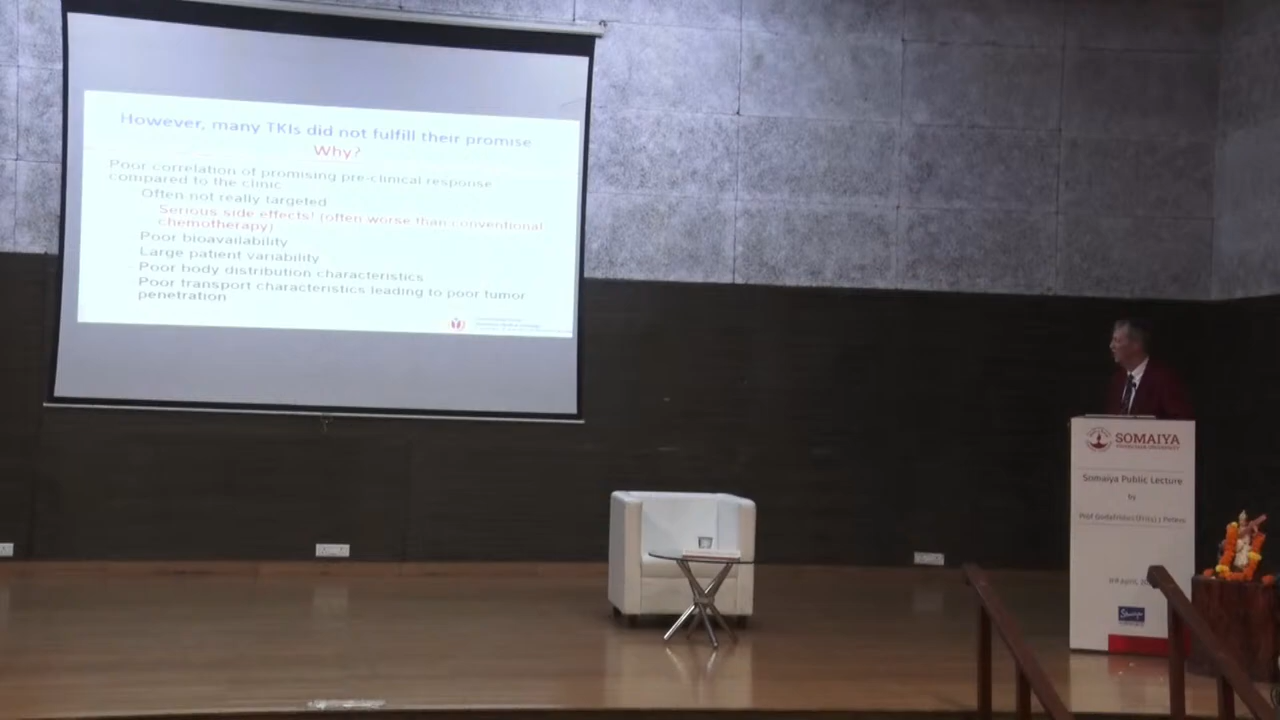 However, many TKIs did not fulfill their promise
Why?
Poor correlation of promising pre-clinical response
compared to the clinic
Often not really targeted
Serious side effects! (often worse than conventional
chemotherapy)
Poor bioavailability
Large patient variability
Poor body distribution characteristics
Poor transport characteristics leading to poor tumor
penetration
SOMAIYA
Somaiya Public Lecture
by
Prof